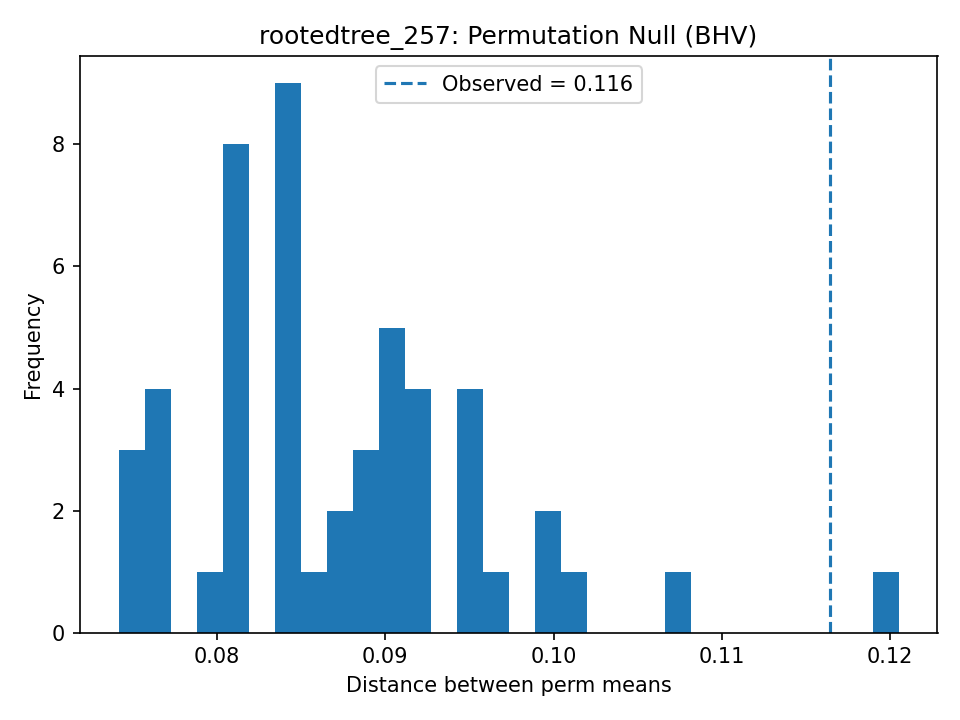 rootedtree_257: Permutation Null (BHV)
Observed = 0.116
Frequency
8
6
4
2
0
0.08 0.09 0.10 0.11 0.12
Distance between perm means